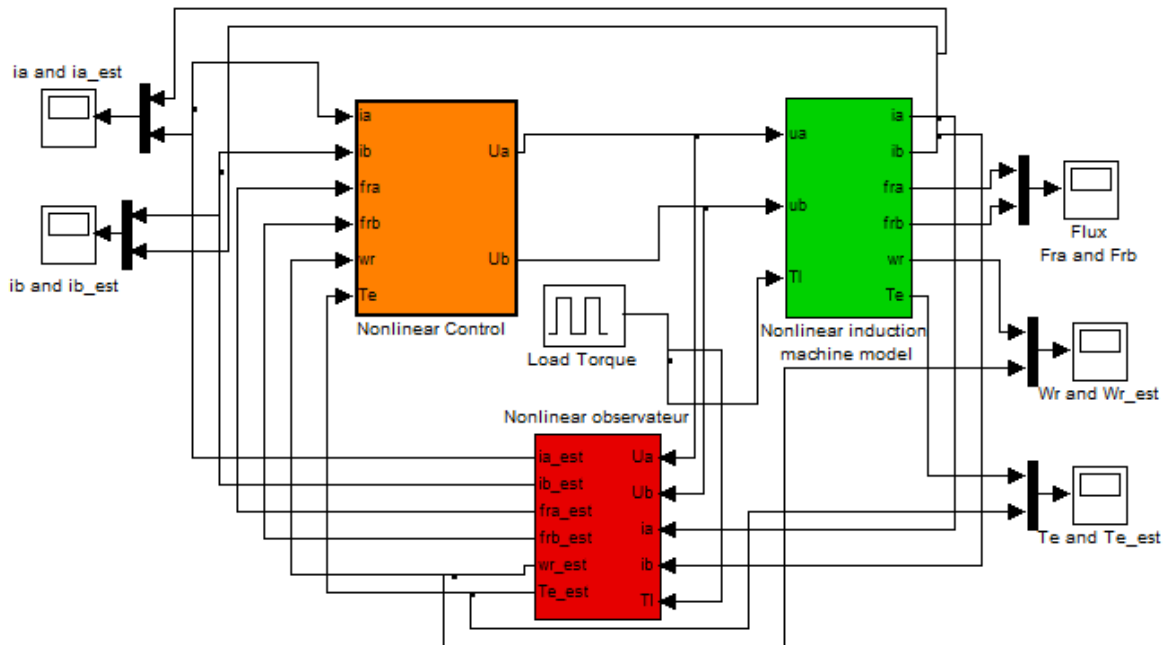 ia and ia_est
ib and ib_est
ia
ib
fra
frb
wr
Te
Ua
Ub
Nonlinear Control
Load Torque
ua
ub
Tl
ia
ib
fra
frb
wr
Te
Nonlinear induction
machine model
Flux
Fra and Frb
Wr and Wr_est
Te and Te_est
Nonlinear observateur
ia_est
ib_est
fra_est
frb_est
wr_est
Te_est
Ua
Ub
ia
ib
Tl